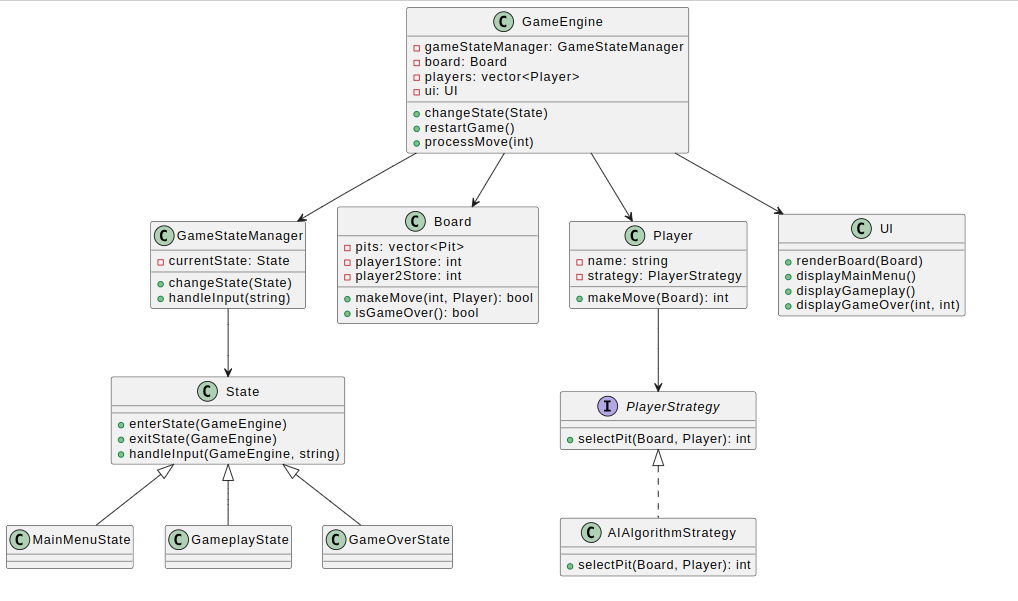 C GameEngine
gameStateManager: GameStateManager
board: Board
players: vector<Player>
ui: UI
changeState(State)
restartGame()
processMove(int)
C GameStateManager
currentState: State
changeState(State)
handleInput(string)
C Board
pits: vector<Pit>
player1Store: int
player2Store: int
makeMove(int, Player): bool
isGameOver(): bool
C Player
name: string
strategy: PlayerStrategy
makeMove(Board): int
C UI
renderBoard(Board)
displayMainMenu()
displayGameplay()
displayGameOver(int, int)
C State
enterState(GameEngine)
exitState(GameEngine)
handleInput(GameEngine, string)
I PlayerStrategy
selectPit(Board, Player): int
C MainMenuState
C GameplayState
C GameOverState
C AIAlgorithmStrategy
selectPit(Board, Player): int